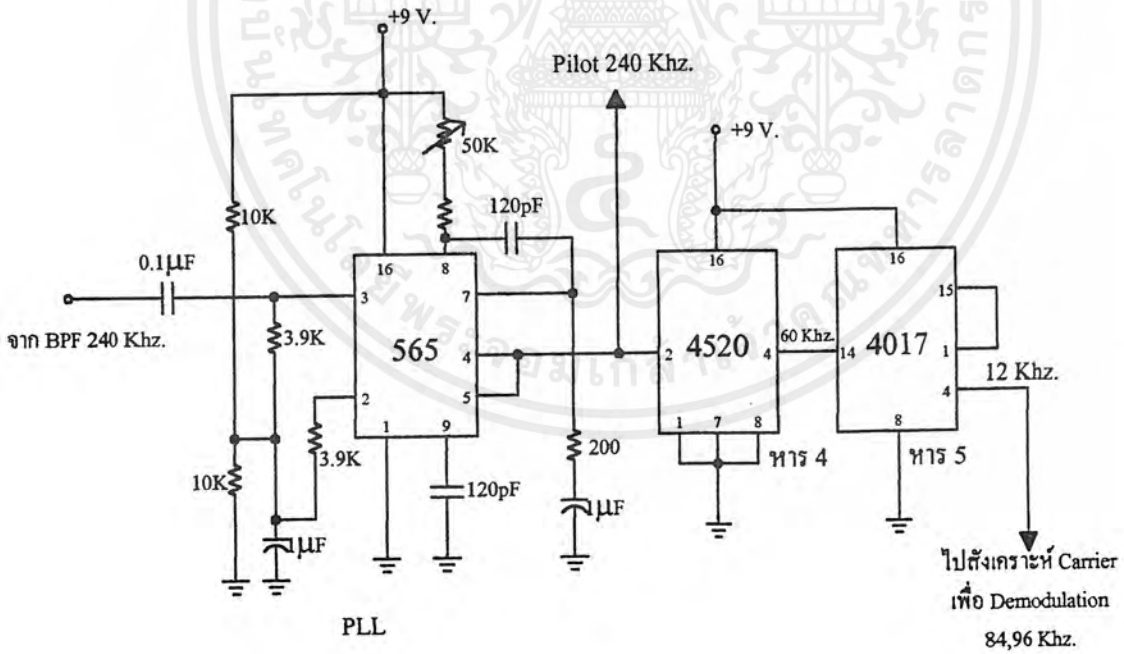 +9 V.
Pilot 240 Khz.
+9 V.
50K
10K
120pF
0.1μF
16
8
16
16
จาก BPF 240 Khz.
3
7
15
3.9K
565
4
2
4520
4
60 Khz.
14
4017
1
2
5
12 Khz.
4
1
9
1
7
8
8
3.9K
200
หาร 4
หาร 5
10K
120pF
1μF
1μF
ไปสังเคราะห์ Carrier
เพื่อ Demodulation
84,96 Khz.
PLL